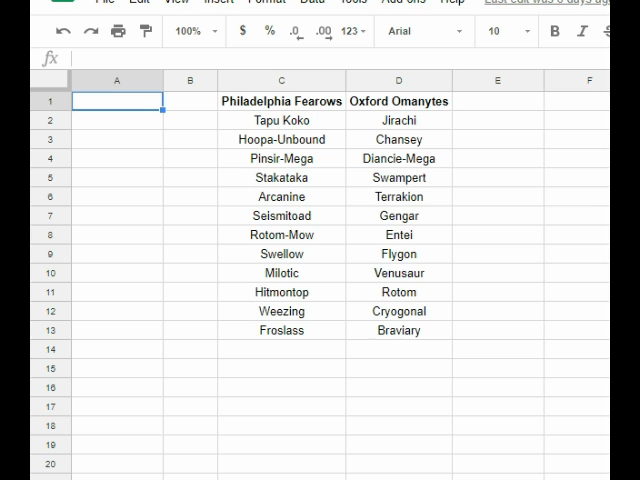 File Edit View Insert Format Data Tools Add-ons Help Last edit was 6 days ago
100% $ % .0 .00 123 Arial 10 B I S
fx
A B C D E F
1 Philadelphia Fearows Oxford Omanytes
2 Tapu Koko Jirachi
3 Hoopa-Unbound Chansey
4 Pinsir-Mega Diancie-Mega
5 Stakataka Swampert
6 Arcanine Terrakion
7 Seismitoad Gengar
8 Rotom-Mow Entei
9 Swellow Flygon
10 Milotic Venusaur
11 Hitmontop Rotom
12 Weezing Cryogonal
13 Froslass Braviary
14
15
16
17
18
19
20